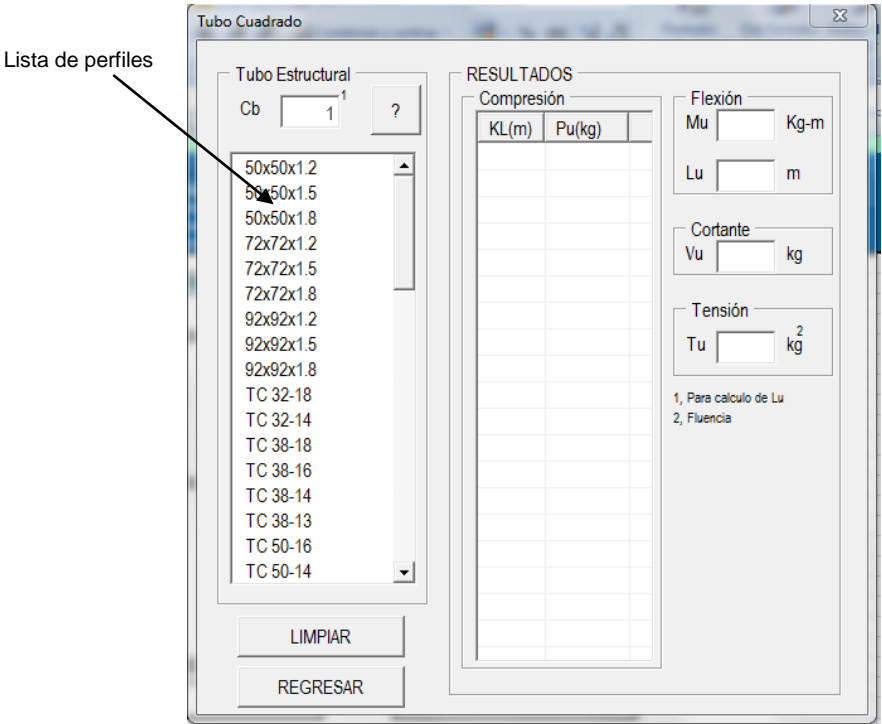 Tubo Cuadrado
Lista de perfiles
Tubo Estructural
Cb 1 1 ?
50x50x1.2
50x50x1.5
50x50x1.8
72x72x1.2
72x72x1.5
72x72x1.8
92x92x1.2
92x92x1.5
92x92x1.8
TC 32-18
TC 32-14
TC 38-18
TC 38-16
TC 38-14
TC 38-13
TC 50-16
TC 50-14
LIMPIAR
REGRESAR
RESULTADOS
Compresión
KL(m) Pu(kg)
Flexión
Mu Kg-m
Lu m
Cortante
Vu kg
Tensión
Tu kg 2
1, Para calculo de Lu
2, Fluencia